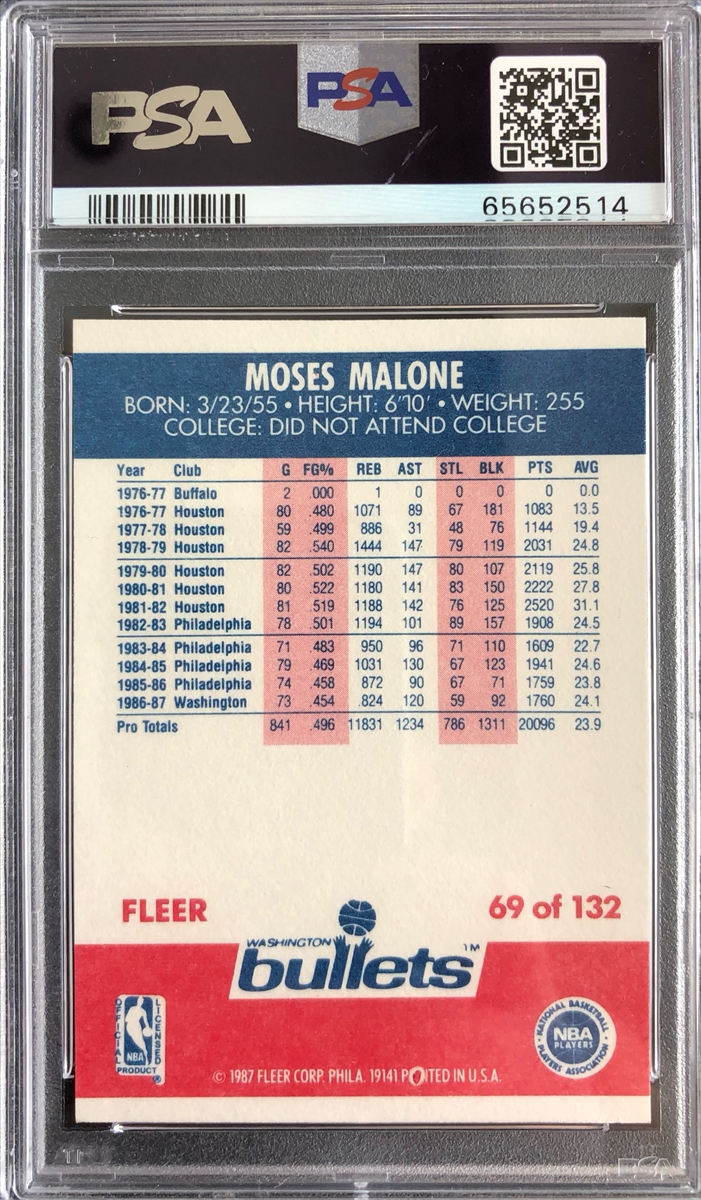 PSA
PSA
65652514
MOSES MALONE
BORN: 3/23/55 • HEIGHT: 6'10' • WEIGHT: 255
COLLEGE: DID NOT ATTEND COLLEGE
Year Club G FG% REB AST STL BLK PTS AVG
1976-77 Buffalo 2 .000 1 0 0 0 0 0.0
1976-77 Houston 80 .480 1071 89 67 181 1083 13.5
1977-78 Houston 59 .499 886 31 48 76 1144 19.4
1978-79 Houston 82 .540 1444 147 79 119 2031 24.8
1979-80 Houston 82 .502 1190 147 80 107 2119 25.8
1980-81 Houston 80 .522 1180 141 83 150 2222 27.8
1981-82 Houston 81 .519 1188 142 76 125 2520 31.1
1982-83 Philadelphia 78 .501 1194 101 89 157 1908 24.5
1983-84 Philadelphia 71 .483 950 96 71 110 1609 22.7
1984-85 Philadelphia 79 .469 1031 130 67 123 1941 24.6
1985-86 Philadelphia 74 .458 872 90 67 71 1759 23.8
1986-87 Washington 73 .454 .824 120 59 92 1760 24.1
Pro Totals 841 .496 11831 1234 786 1311 20096 23.9
FLEER 69 of 132
WASHINGTON
bullets ™
OFFICIAL LICENSED
NBA
PRODUCT ®
• NATIONAL BASKETBALL • PLAYERS ASSOCIATION
NBA
PLAYERS
© 1987 FLEER CORP. PHILA. 19141 P TED IN U.S.A.
PSA